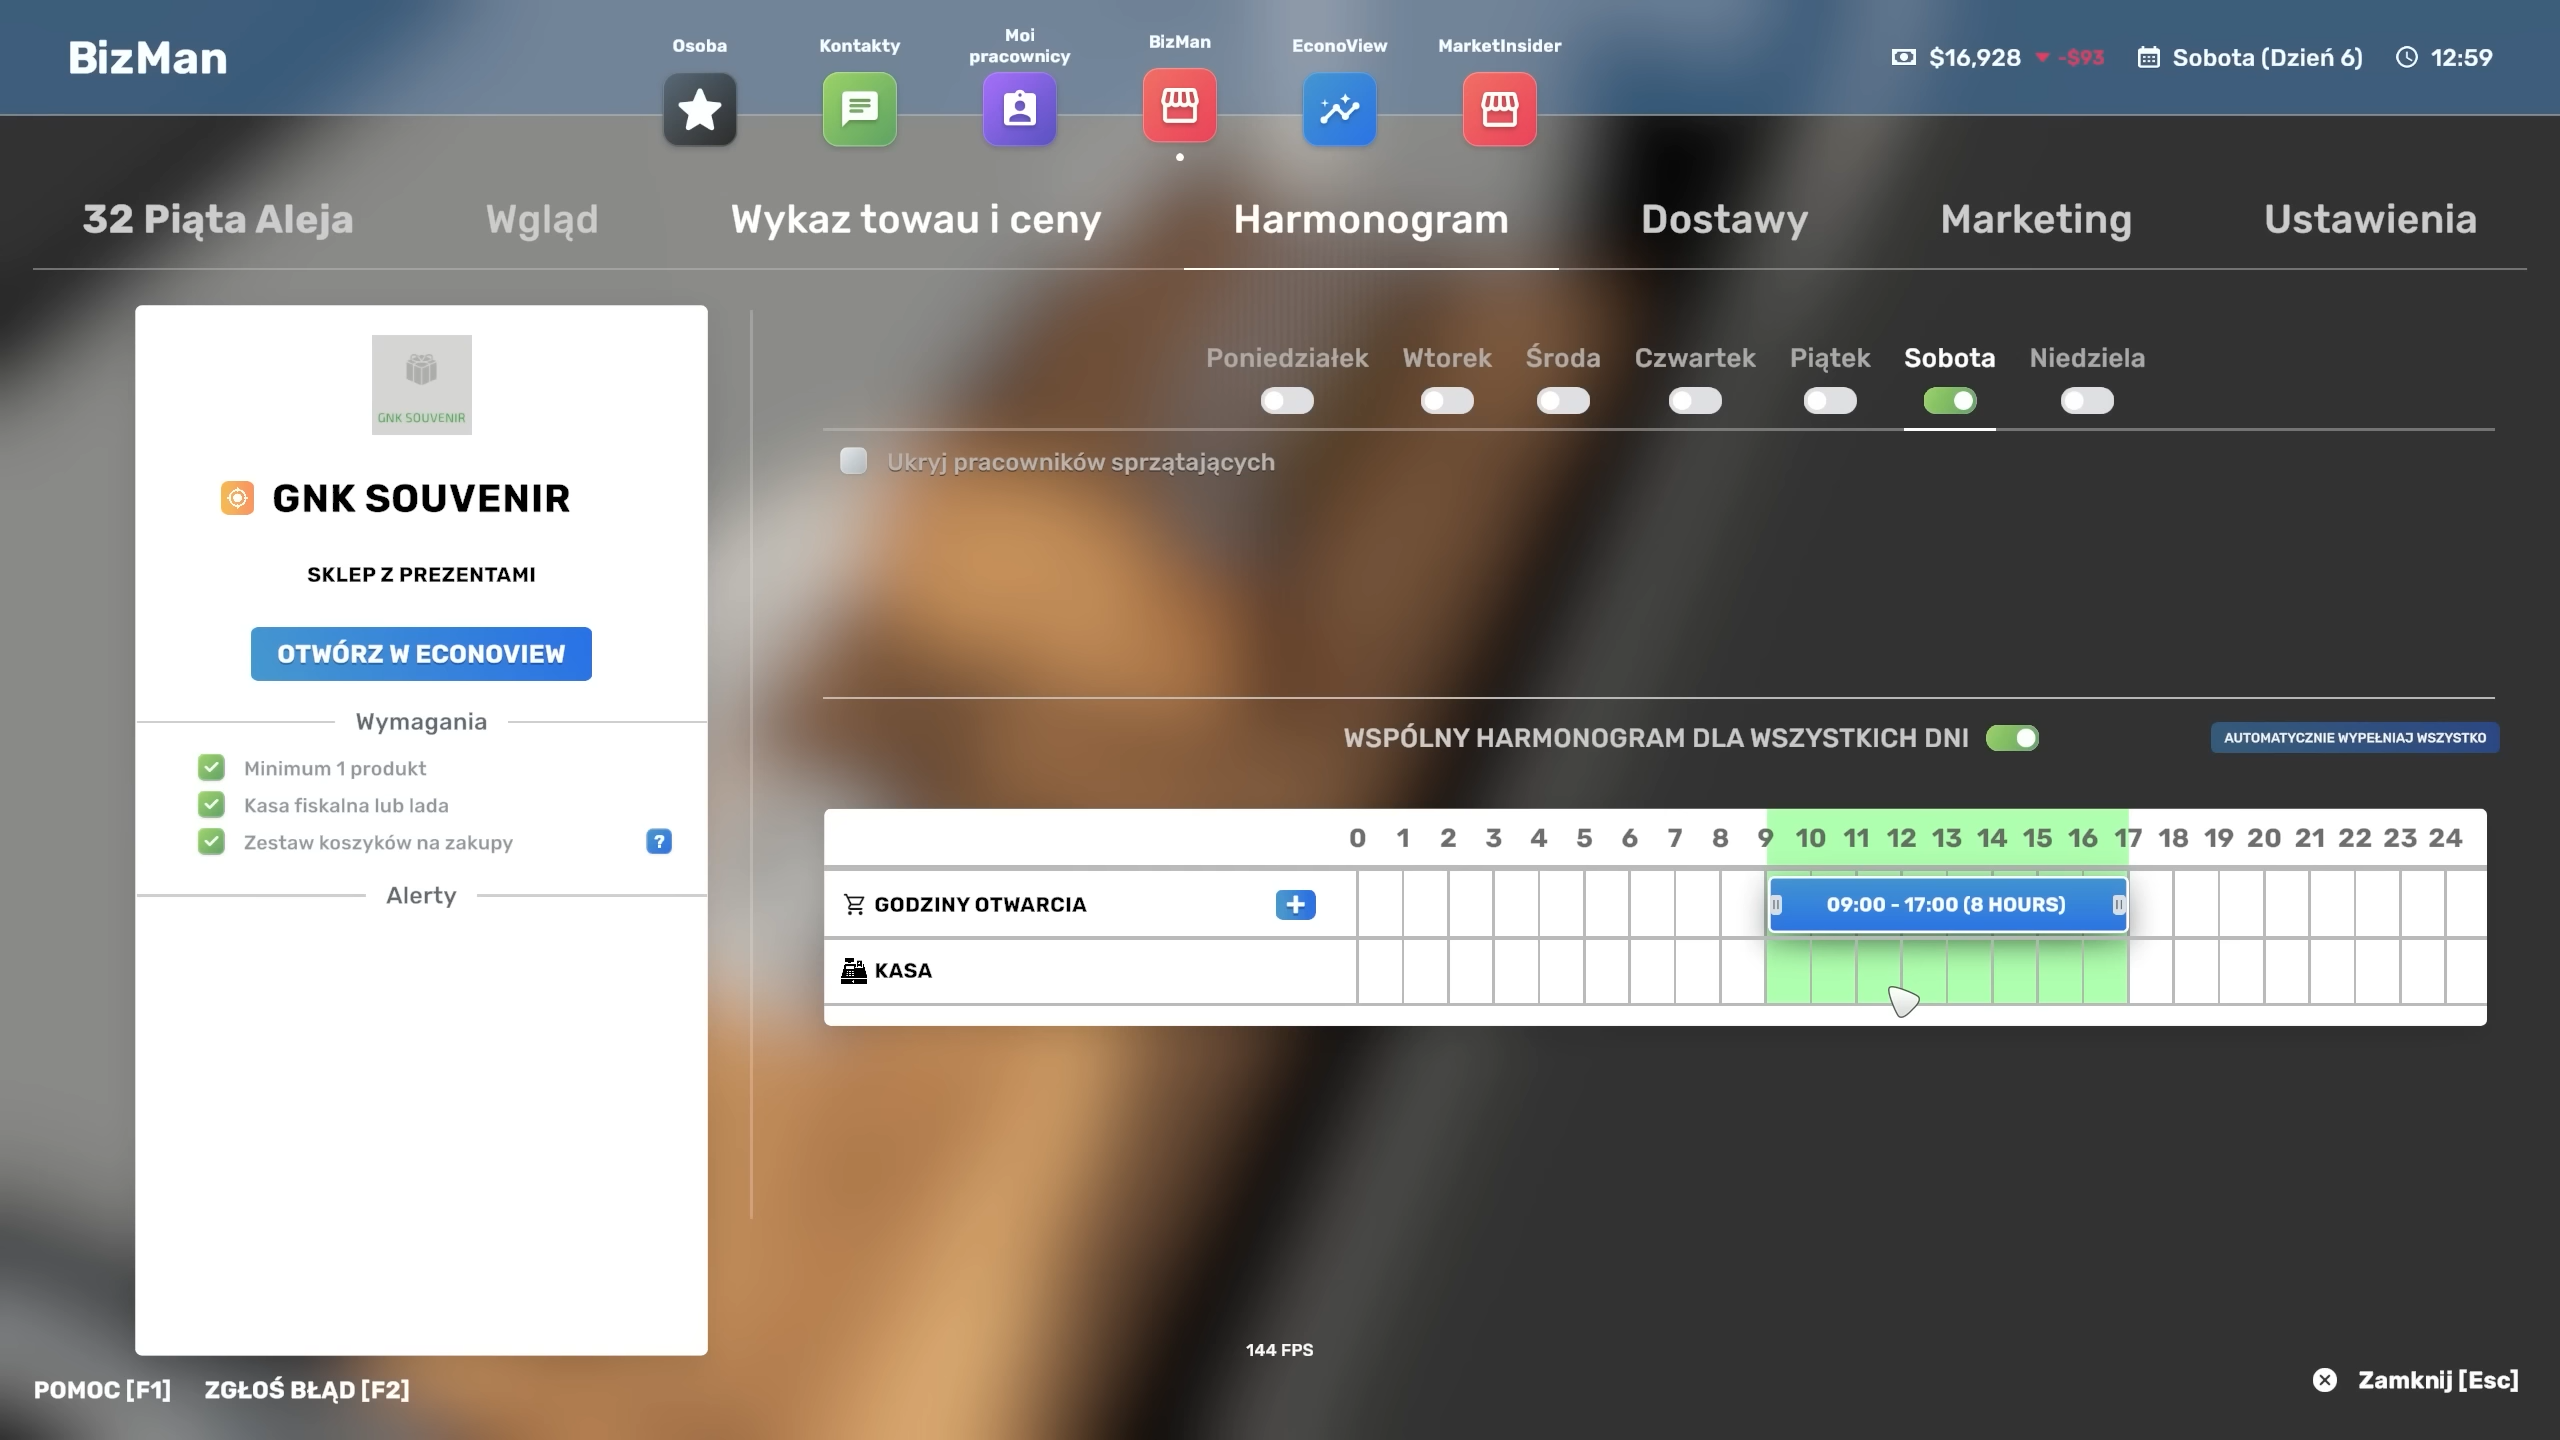 BizMan
Osoba
Kontakty
Moi
pracownicy
BizMan
EconoView
MarketInsider
$16,928 -$93
Sobota (Dzień 6)
12:59
32 Piąta Aleja
Wgląd
Wykaz towau i ceny
Harmonogram
Dostawy
Marketing
Ustawienia
GNK SOUVENIR
GNK SOUVENIR
SKLEP Z PREZENTAMI
OTWÓRZ W ECONOVIEW
Wymagania
Minimum 1 produkt
Kasa fiskalna lub lada
Zestaw koszyków na zakupy ?
Alerty
Poniedziałek Wtorek Środa Czwartek Piątek Sobota Niedziela
Ukryj pracowników sprzątających
WSPÓLNY HARMONOGRAM DLA WSZYSTKICH DNI
AUTOMATYCZNIE WYPEŁNIAJ WSZYSTKO
0 1 2 3 4 5 6 7 8 9 10 11 12 13 14 15 16 17 18 19 20 21 22 23 24
GODZINY OTWARCIA +
09:00 - 17:00 (8 HOURS)
KASA
144 FPS
POMOC [F1] ZGŁOŚ BŁĄD [F2]
Zamknij [Esc]